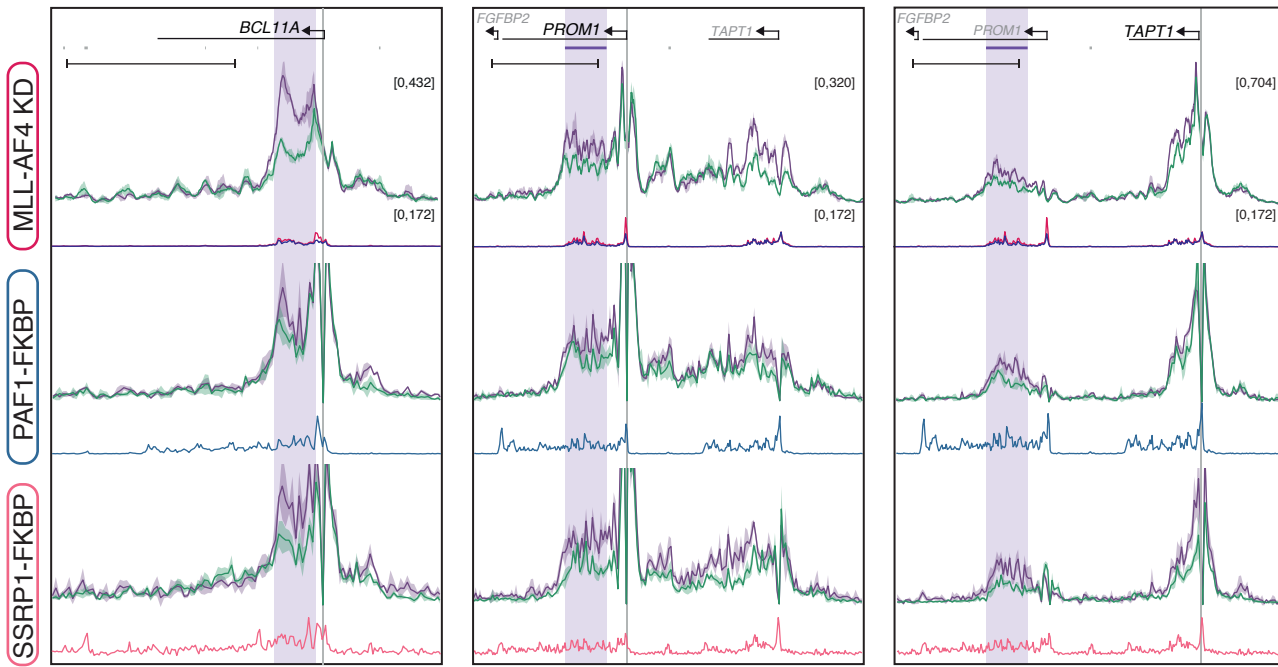 BCL11A
[0,432]
[0,172]
FGFBP2
PROM1
TAPT1
[0,320]
[0,172]
FGFBP2
PROM1
TAPT1
[0,704]
[0,172]
MLL-AF4 KD
PAF1-FKBP
SSRP1-FKBP